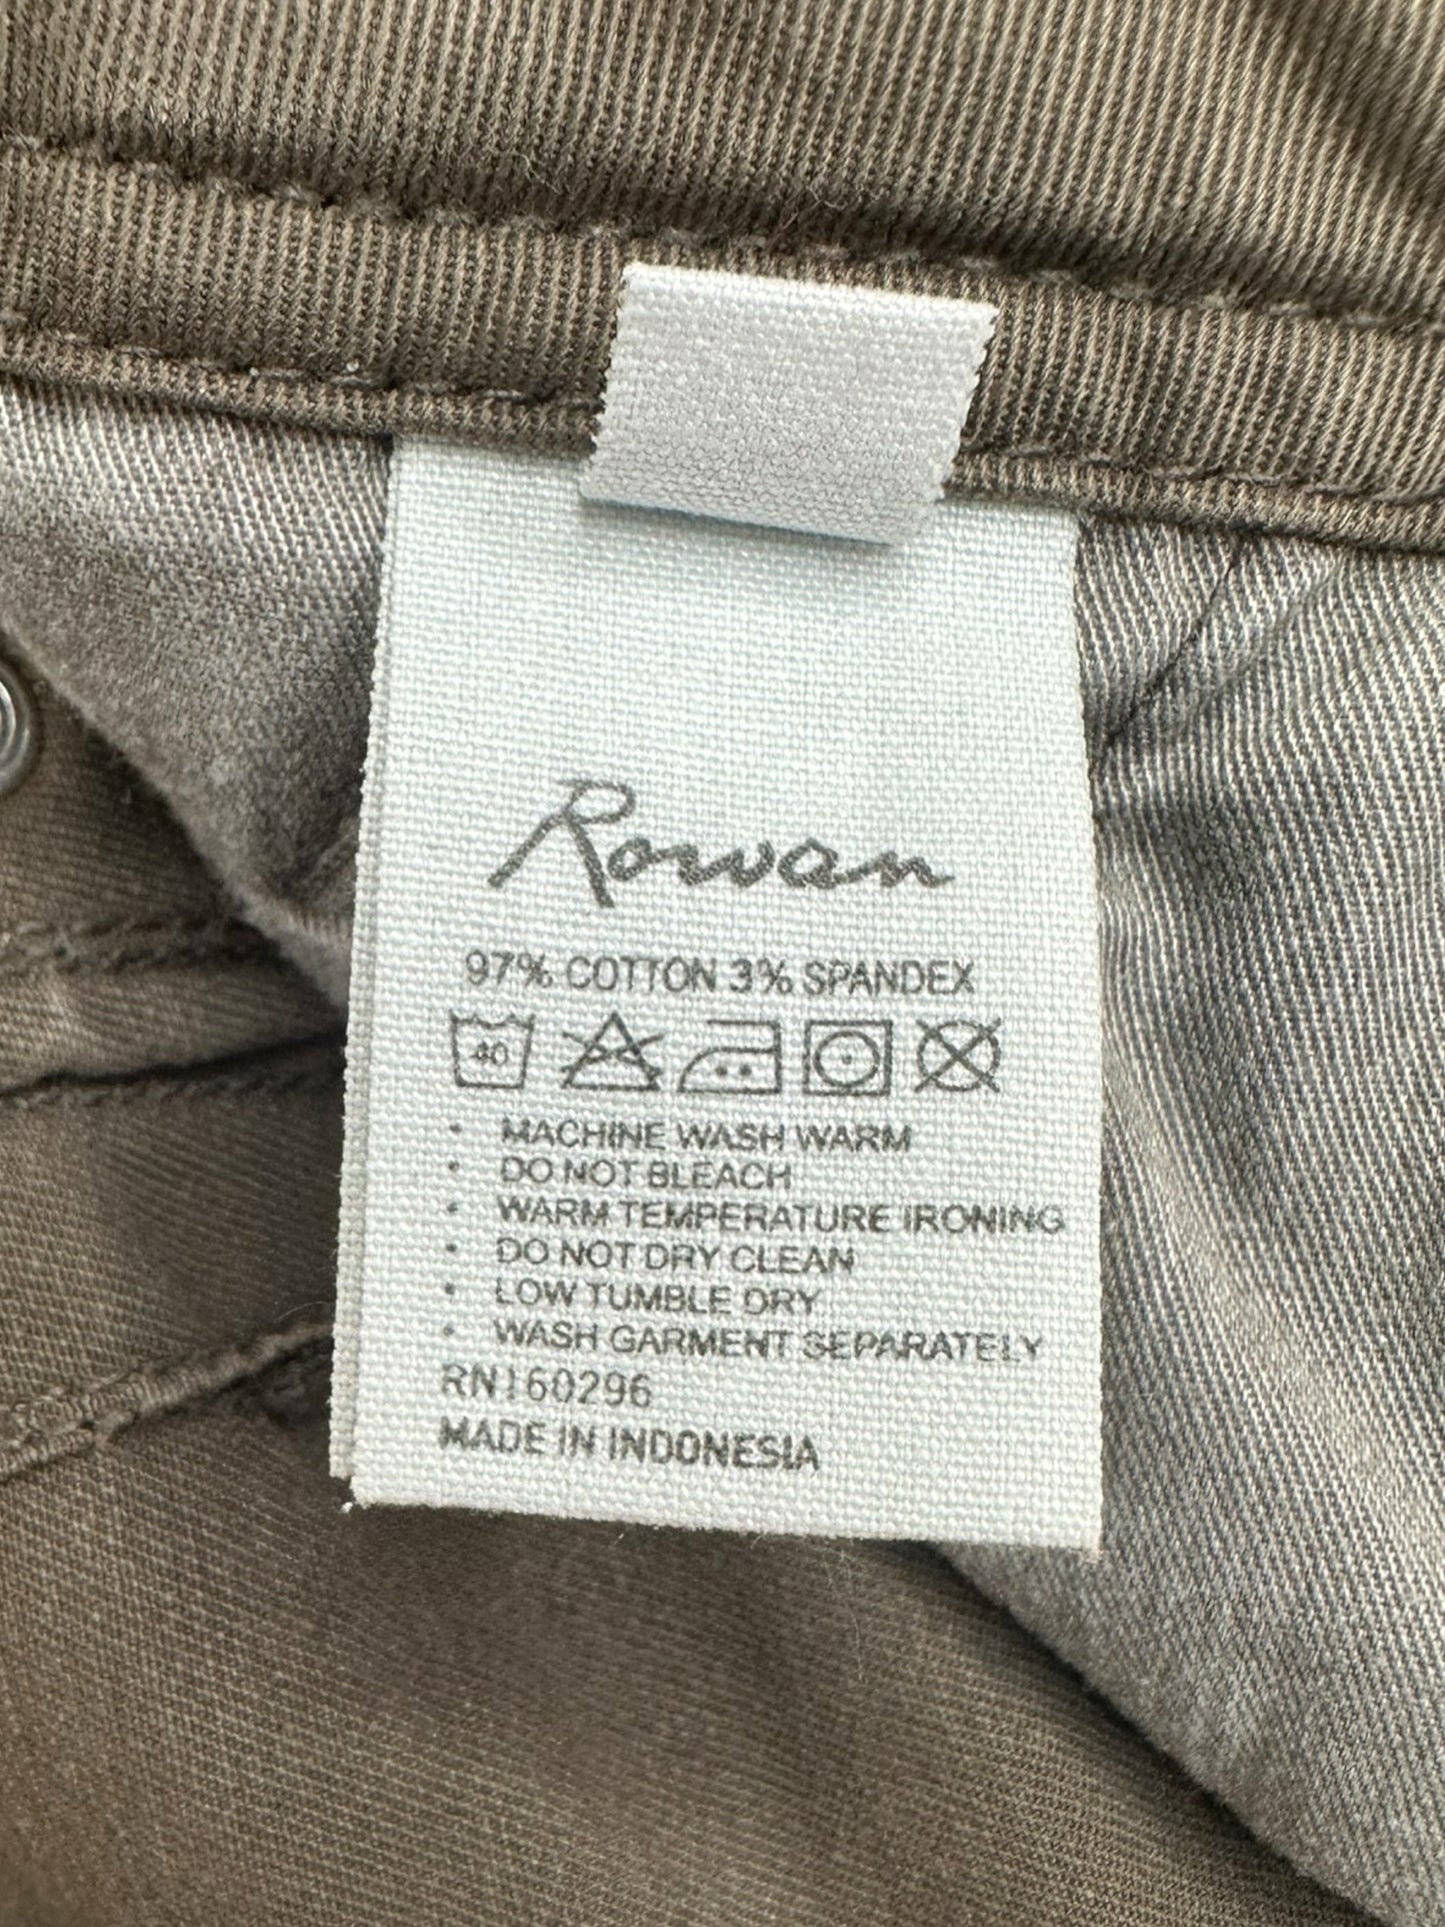 Rowan
97% COTTON 3% SPANDEX
40
• MACHINE WASH WARM
• DO NOT BLEACH
• WARM TEMPERATURE IRONING
• DO NOT DRY CLEAN
• LOW TUMBLE DRY
• WASH GARMENT SEPARATELY
RN160296
MADE IN INDONESIA